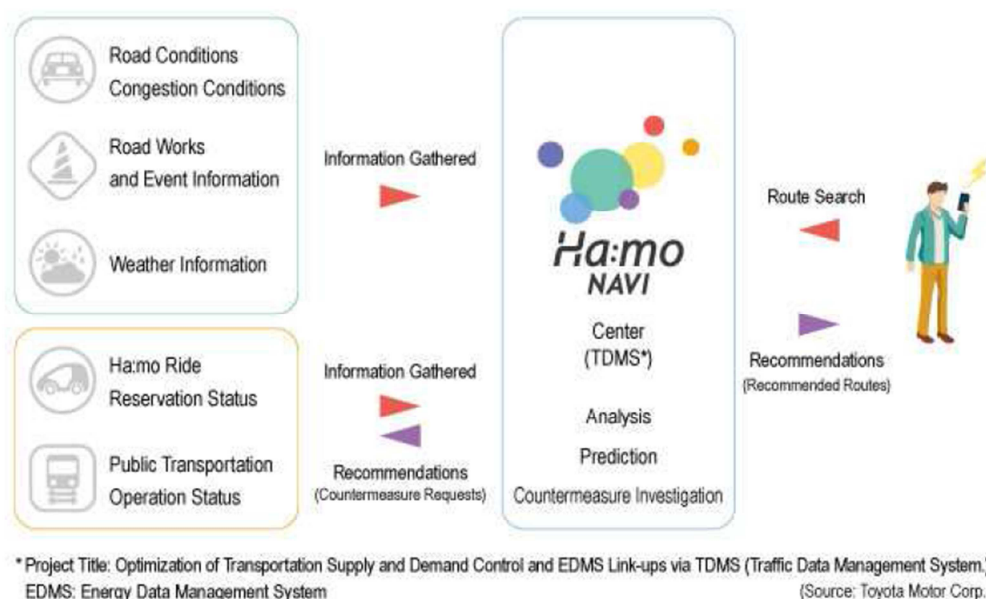 Road Conditions
Congestion Conditions
Road Works
and Event Information
Weather Information
Information Gathered
Ha:mo Ride
Reservation Status
Public Transportation
Operation Status
Information Gathered
Recommendations
(Countermeasure Requests)
Ha:mo
NAVI
Center
(TDMS*)
Analysis
Prediction
Countermeasure Investigation
Route Search
Recommendations
(Recommended Routes)
* Project Title: Optimization of Transportation Supply and Demand Control and EDMS Link-ups via TDMS (Traffic Data Management System.)
EDMS: Energy Data Management System
(Source: Toyota Motor Corp.